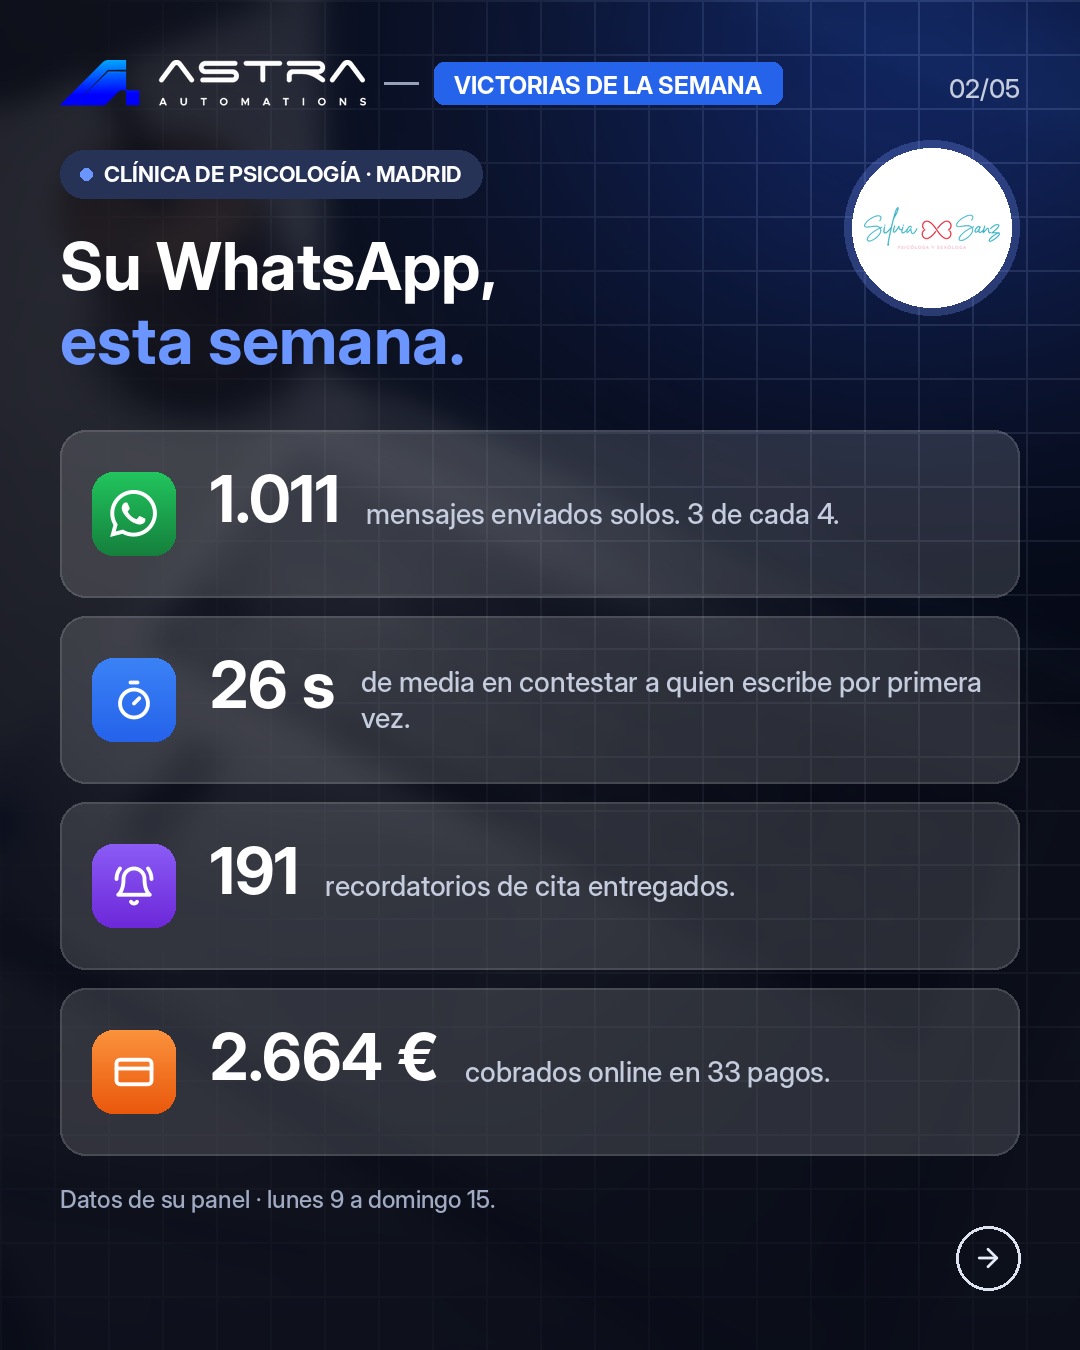 ASTRA
AUTOMATIONS
VICTORIAS DE LA SEMANA
02/05
CLÍNICA DE PSICOLOGÍA · MADRID
Silvia Sanz
PSICÓLOGA Y SEXÓLOGA
Su WhatsApp,
esta semana.
1.011 mensajes enviados solos. 3 de cada 4.
26 s de media en contestar a quien escribe por primera
vez.
191 recordatorios de cita entregados.
2.664 € cobrados online en 33 pagos.
Datos de su panel · lunes 9 a domingo 15.